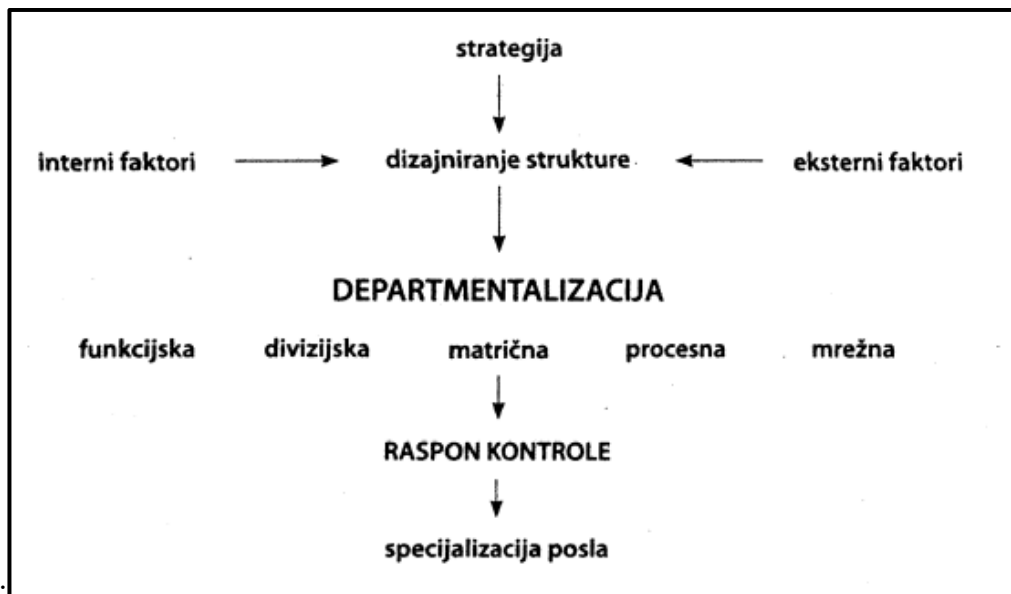 strategija
interni faktori dizajniranje strukture eksterni faktori
DEPARTMENTALIZACIJA
funkcijska divizijska matrična procesna mrežna
RASPON KONTROLE
specijalizacija posla